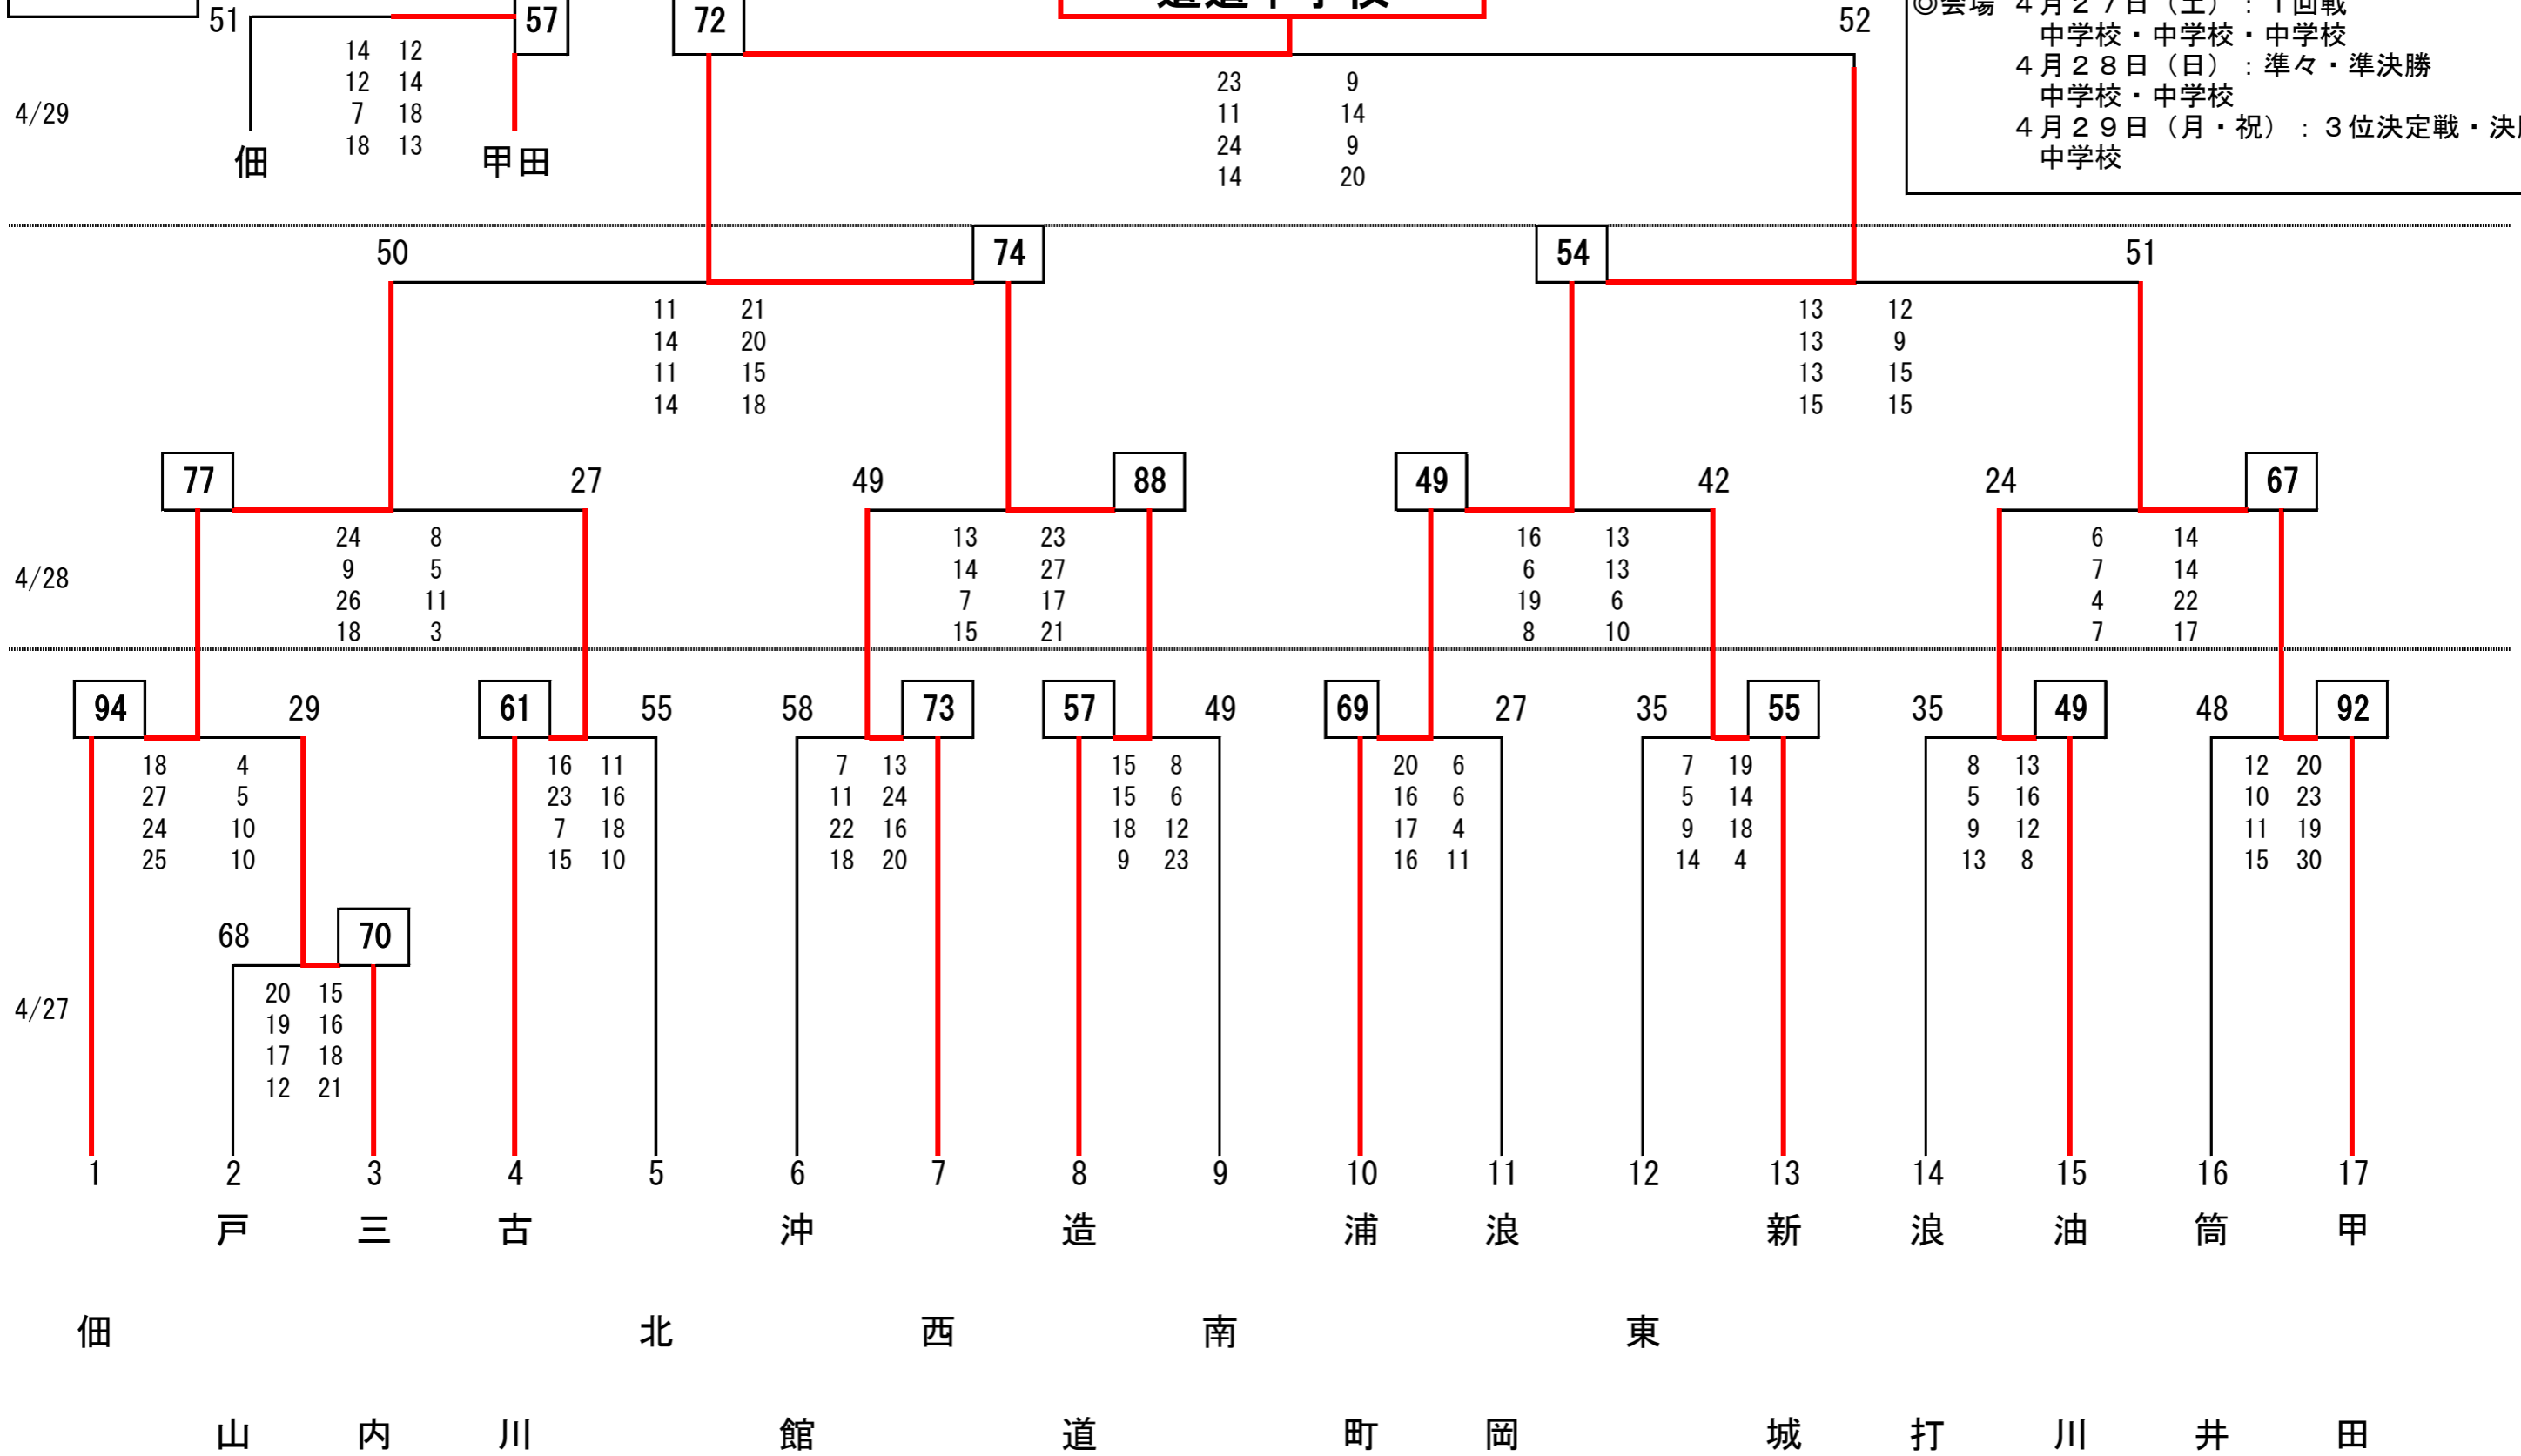 51 57 72 52
◎会場 4月27日（土）：1回戦
中学校・中学校・中学校
4月28日（日）：準々・準決勝
中学校・中学校
4月29日（月・祝）：3位決定戦・決
中学校
14 12
12 14
7 18
18 13
4/29
佃 甲田
23 9
11 14
24 9
14 20
50 74 54 51
11 21 13 12
14 20 13 9
11 15 13 15
14 18 15 15
77 27 49 88 49 42 24 67
24 8 13 23 16 13 6 14
9 5 14 27 6 13 7 14
26 11 7 17 19 6 4 22
18 3 15 21 8 10 7 17
4/28
94 29 61 55 58 73 57 49 69 27 35 55 35 49 48 92
18 4 16 11 7 13 15 8 20 6 7 19 8 13 12 20
27 5 23 16 11 24 15 6 16 6 5 14 5 16 10 23
24 10 7 18 22 16 18 12 17 4 9 18 9 12 11 19
25 10 15 10 18 20 9 23 16 11 14 4 13 8 15 30
68 70
20 15
19 16
17 18
12 21
4/27
1 2 3 4 5 6 7 8 9 10 11 12 13 14 15 16 17
戸 三 古 沖 造 浦 浪 新 浪 油 筒 甲
佃 北 西 南 東
山 内 川 館 道 町 岡 城 打 川 井 田